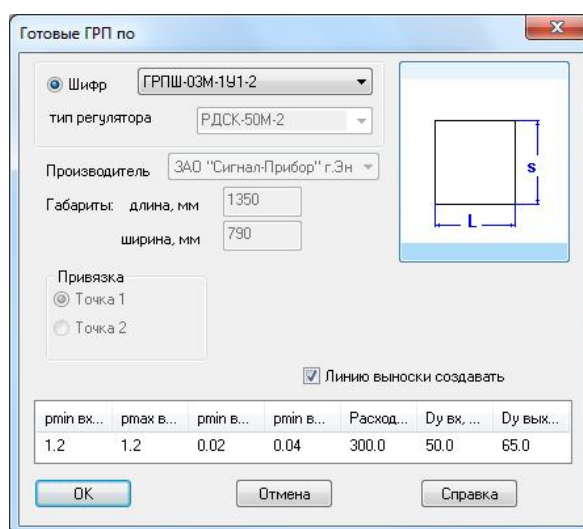 Готовые ГРП по
Шифр ГРПШ-03М-1У1-2
тип регулятора РДСК-50М-2
Производитель ЗАО "Сигнал-Прибор" г.Эн
Габариты: длина, мм 1350
ширина, мм 790
S
L
Привязка
Точка 1
Точка 2
Линию выноски создавать
pmin вх... pmax в... pmin в... pmin в... Расход... Dy вх, ... Dy вых...
1.2 1.2 0.02 0.04 300.0 50.0 65.0
OK Отмена Справка